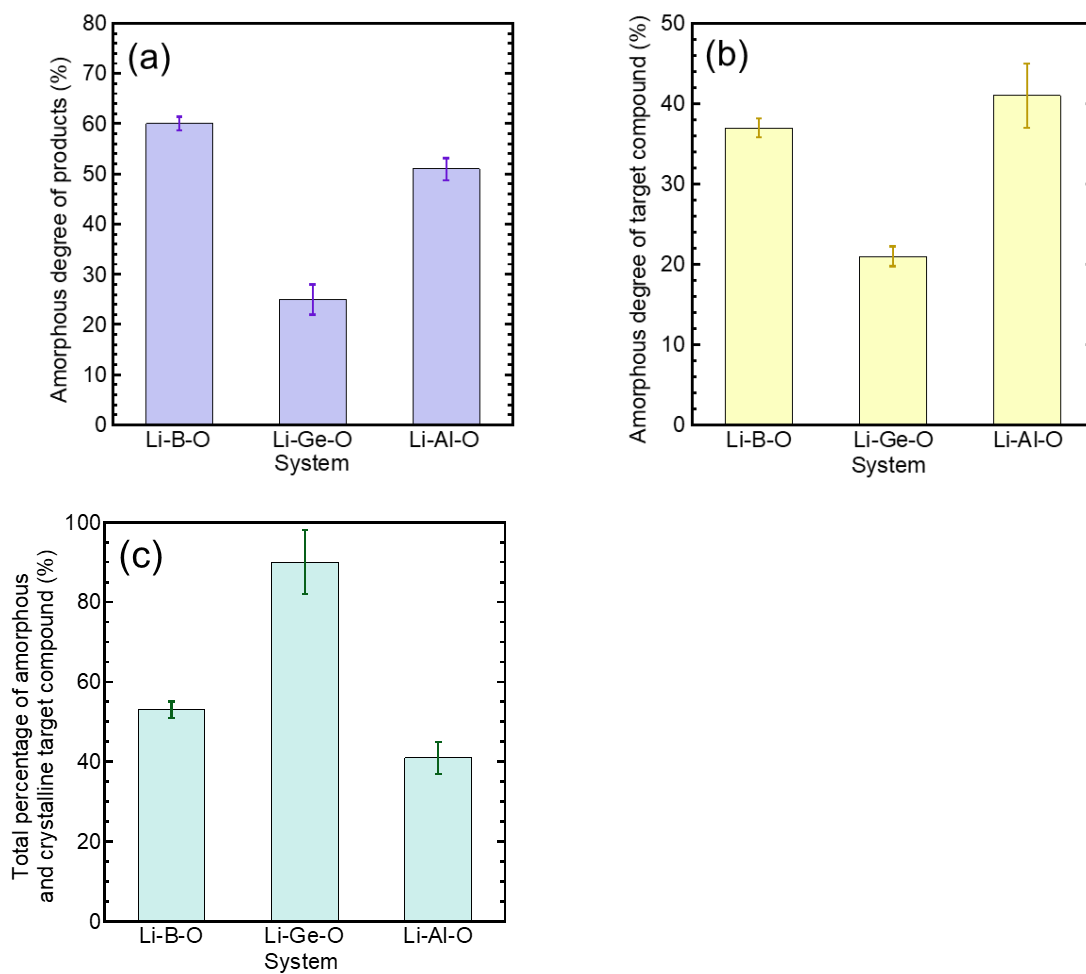 (a)
Amorphous degree of products (%)
80
70
60
50
40
30
20
10
0
Li-B-O Li-Ge-O Li-Al-O
System
(b)
Amorphous degree of target compound (%)
50
40
30
20
10
0
Li-B-O Li-Ge-O Li-Al-O
System
(c)
Total percentage of amorphous
and crystalline target compound (%)
100
80
60
40
20
0
Li-B-O Li-Ge-O Li-Al-O
System